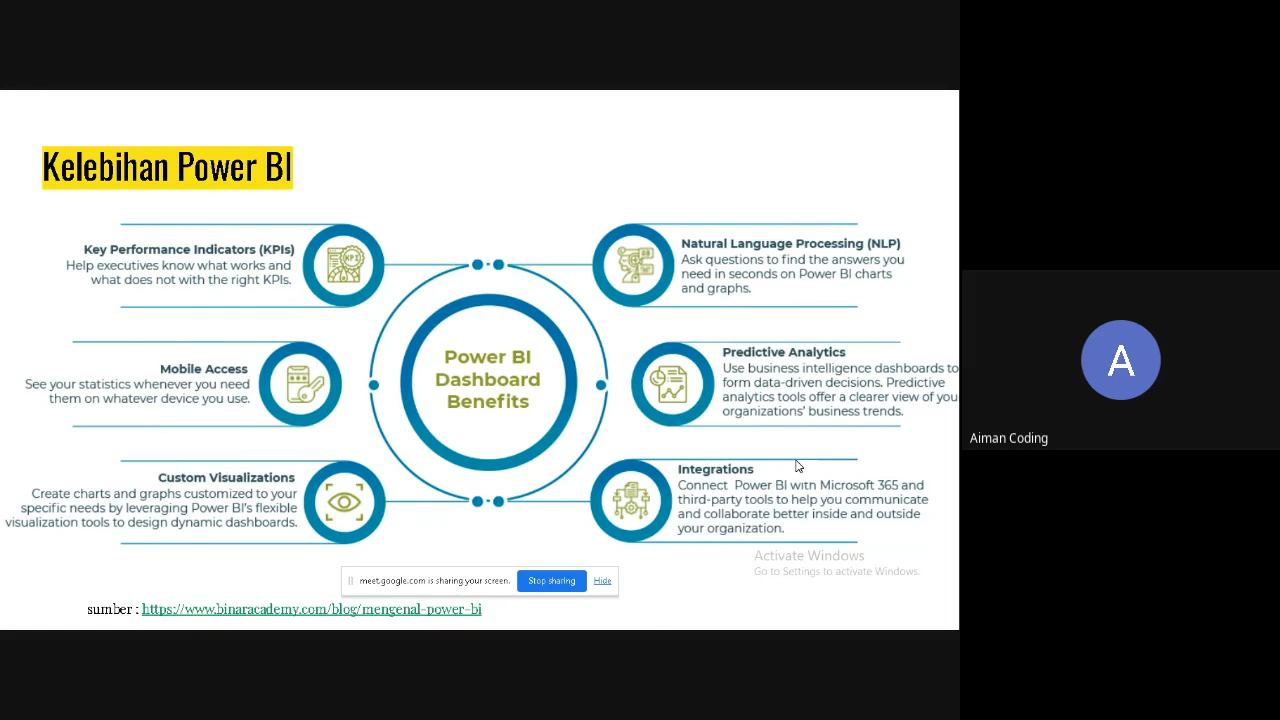 Kelebihan Power BI
Key Performance Indicators (KPIs)
Help executives know what works and
what does not with the right KPIs.
Mobile Access
See your statistics whenever you need
them on whatever device you use.
Custom Visualizations
Create charts and graphs customized to your
specific needs by leveraging Power BI's flexible
visualization tools to design dynamic dashboards.
Power BI
Dashboard
Benefits
Natural Language Processing (NLP)
Ask questions to find the answers you
need in seconds on Power BI charts
and graphs.
Predictive Analytics
Use business intelligence dashboards to
form data-driven decisions. Predictive
analytics tools offer a clearer view of you
organizations' business trends.
Integrations
Connect Power BI with Microsoft 365 and
third-party tools to help you communicate
and collaborate better inside and outside
your organization.
Activate Windows
Go to Settings to activate Windows.
meet.google.com is sharing your screen.
Stop sharing
Hide
sumber : https://www.binaracademy.com/blog/mengenal-power-bi
A
Aiman Coding